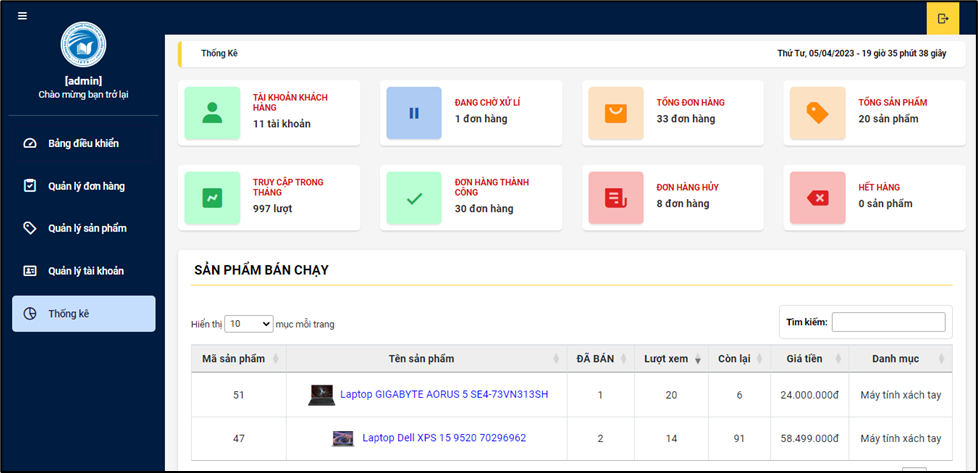 [admin]
Chào mừng bạn trở lại
Bảng điều khiển
Quản lý đơn hàng
Quản lý sản phẩm
Quản lý tài khoản
Thống kê
Thống Kê
Thứ Tư, 05/04/2023 - 19 giờ 35 phút 38 giây
TÀI KHOẢN KHÁCH
HÀNG
11 tài khoản
ĐANG CHỜ XỬ LÍ
1 đơn hàng
TỔNG ĐƠN HÀNG
33 đơn hàng
TỔNG SẢN PHẨM
20 sản phẩm
TRUY CẬP TRONG
THÁNG
997 lượt
ĐƠN HÀNG THÀNH
CÔNG
30 đơn hàng
ĐƠN HÀNG HỦY
8 đơn hàng
HẾT HÀNG
0 sản phẩm
SẢN PHẨM BÁN CHẠY
Hiển thị 10 mục mỗi trang
Tìm kiếm:
Mã sản phẩm Tên sản phẩm ĐÃ BÁN Lượt xem Còn lại Giá tiền Danh mục
51 Laptop GIGABYTE AORUS 5 SE4-73VN313SH 1 20 6 24.000.000đ Máy tính xách tay
47 Laptop Dell XPS 15 9520 70296962 2 14 91 58.499.000đ Máy tính xách tay